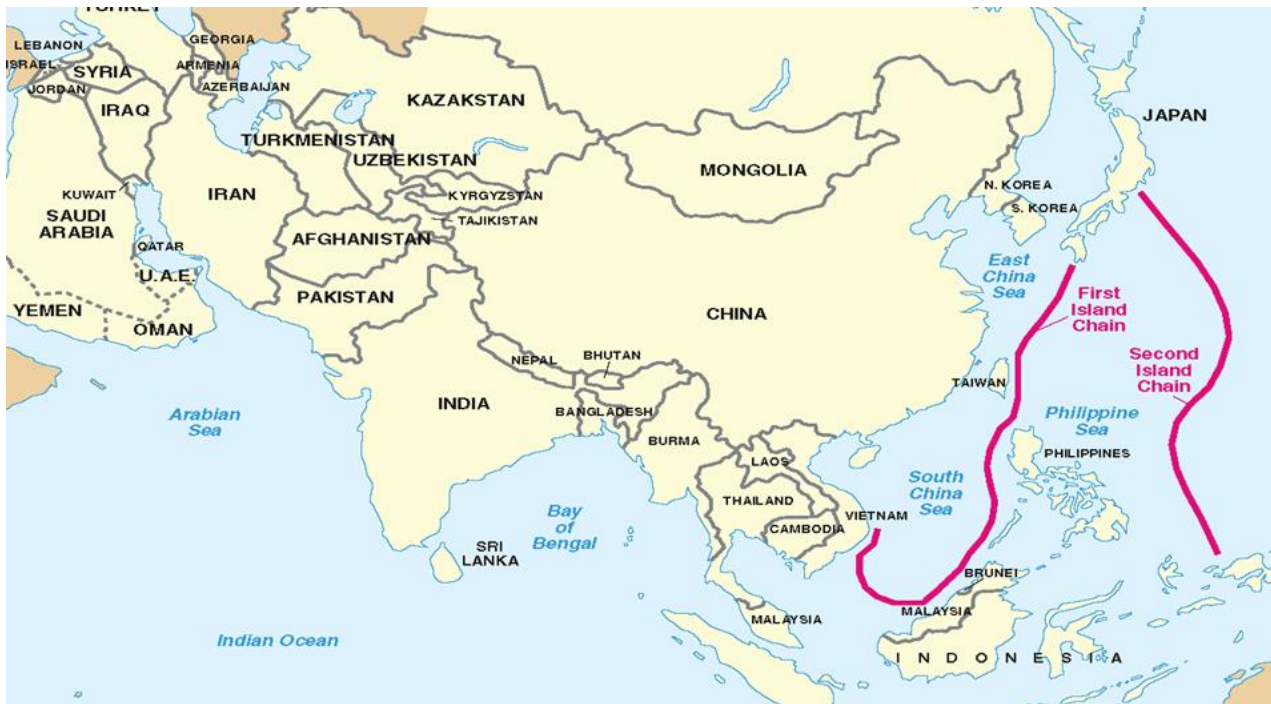 TURKEY
GEORGIA
LEBANON
ISRAEL
SYRIA
ARMENIA
AZERBAIJAN
JORDAN
IRAQ
KAZAKSTAN
TURKMENISTAN
UZBEKISTAN
MONGOLIA
JAPAN
KUWAIT
IRAN
KYRGYZSTAN
TAJIKISTAN
N. KOREA
S. KOREA
SAUDI
ARABIA
QATAR
U.A.E.
AFGHANISTAN
PAKISTAN
YEMEN
OMAN
CHINA
East
China
Sea
First
Island
Chain
NEPAL
BHUTAN
TAIWAN
Second
Island
Chain
INDIA
BANGLADESH
BURMA
Arabian
Sea
Philippine
Sea
LAOS
PHILIPPINES
THAILAND
South
China
Sea
CAMBODIA
VIETNAM
Bay
of
Bengal
SRI
LANKA
BRUNEI
MALAYSIA
MALAYSIA
Indian Ocean
INDONESIA